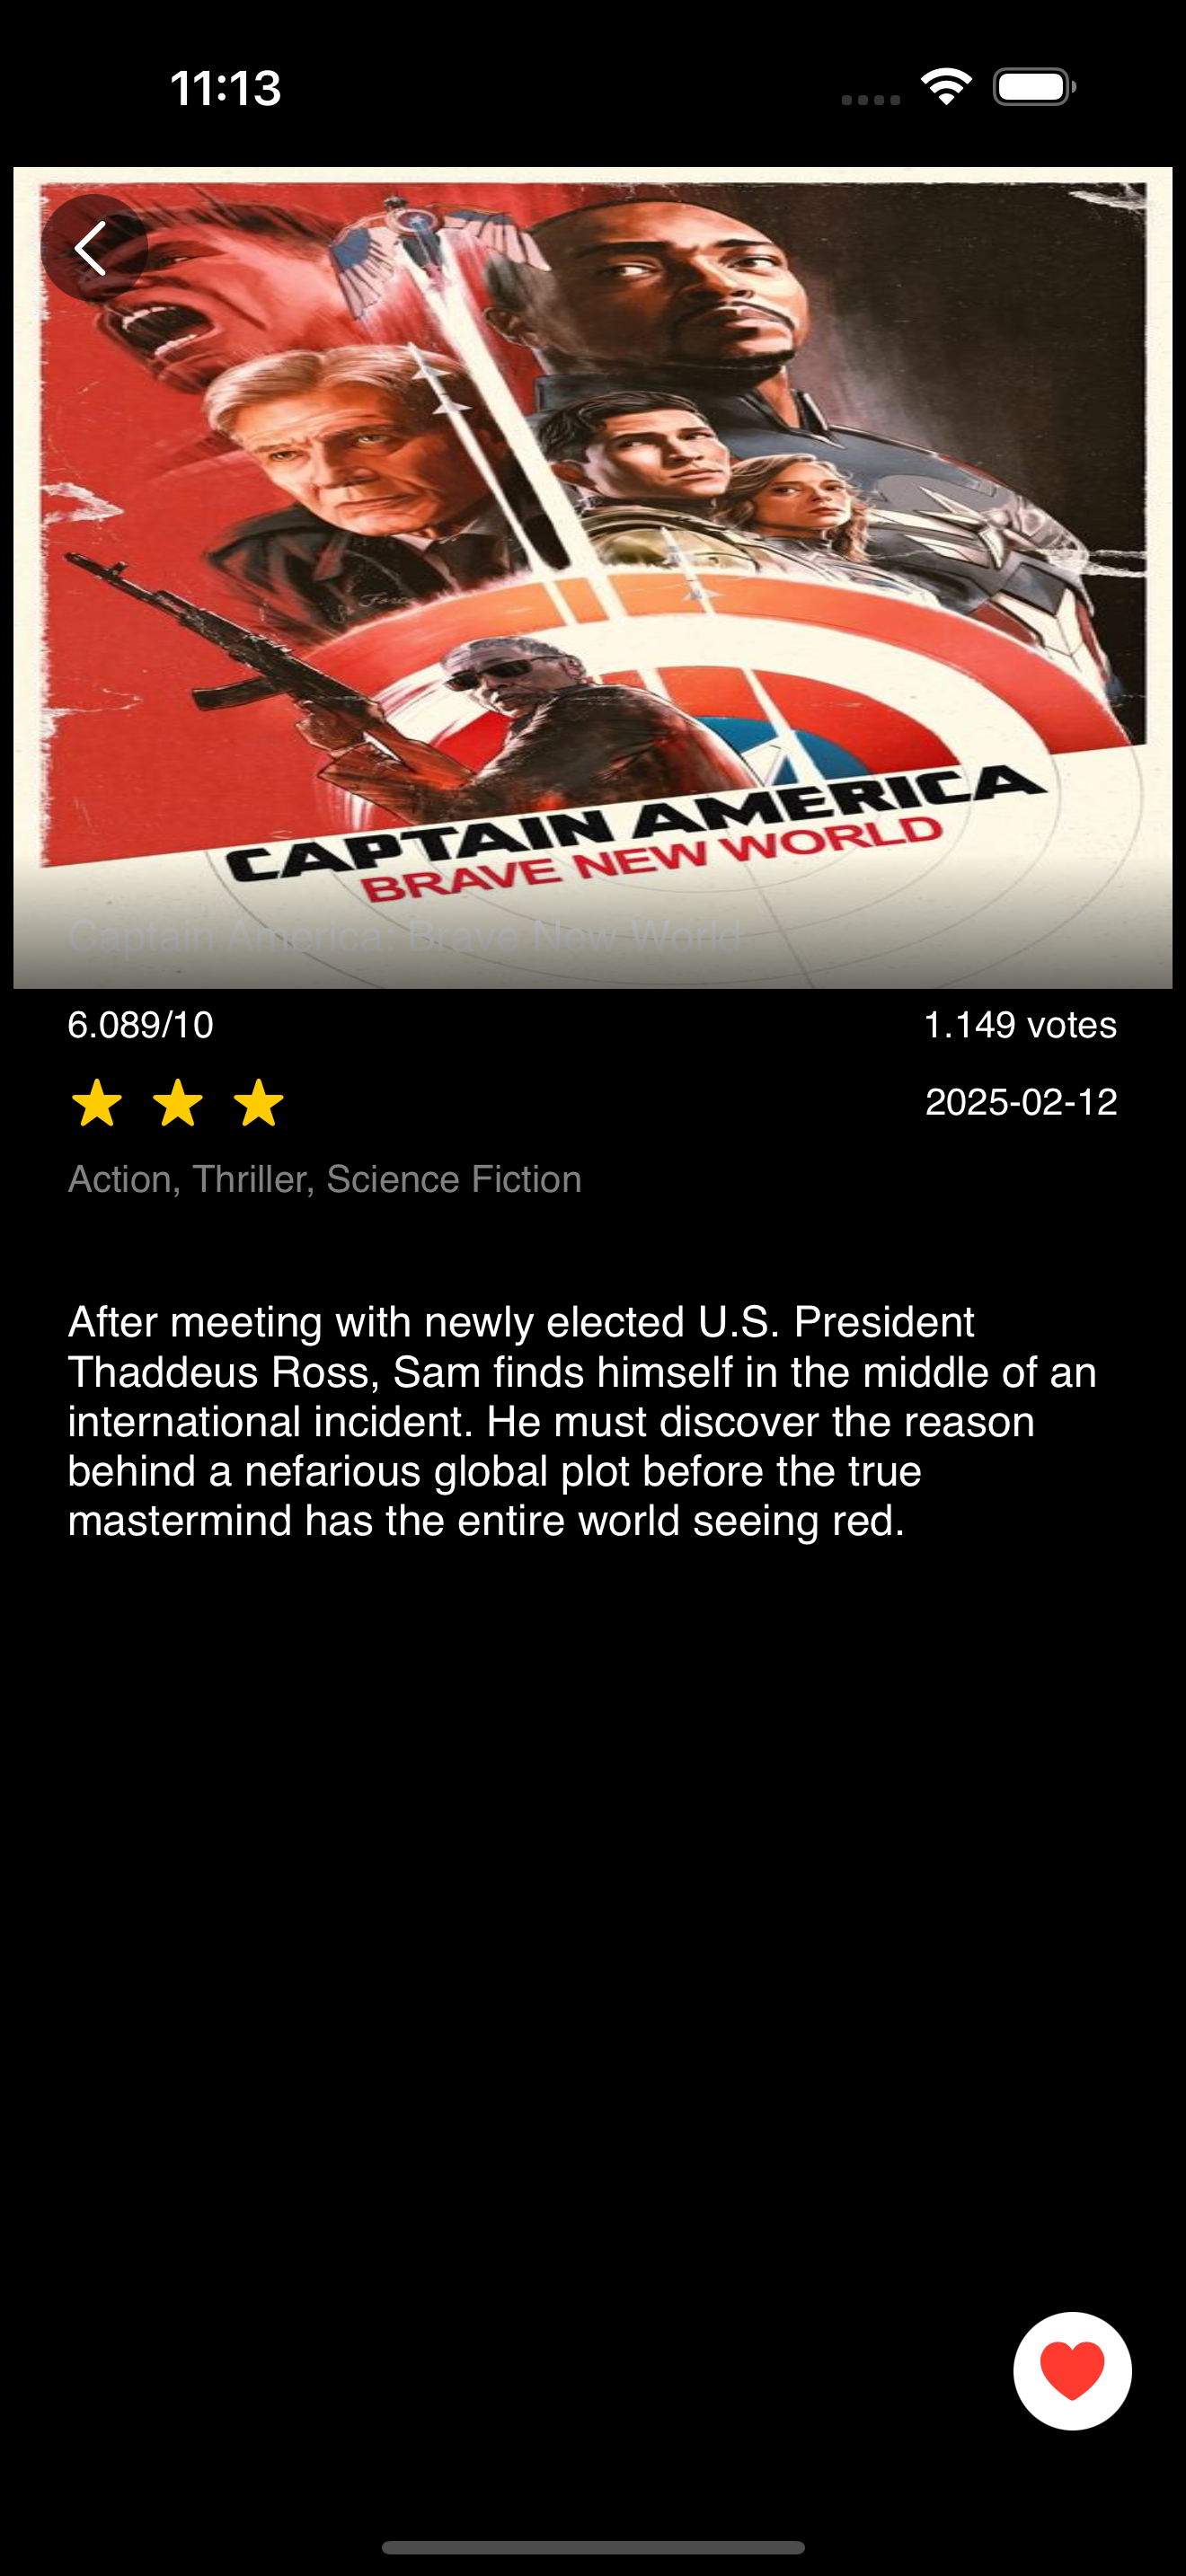 11:13
CAPTAIN AMERICA
BRAVE NEW WORLD
Captain America: Brave New World
6.089/10
1.149 votes
2025-02-12
Action, Thriller, Science Fiction
After meeting with newly elected U.S. President
Thaddeus Ross, Sam finds himself in the middle of an
international incident. He must discover the reason
behind a nefarious global plot before the true
mastermind has the entire world seeing red.